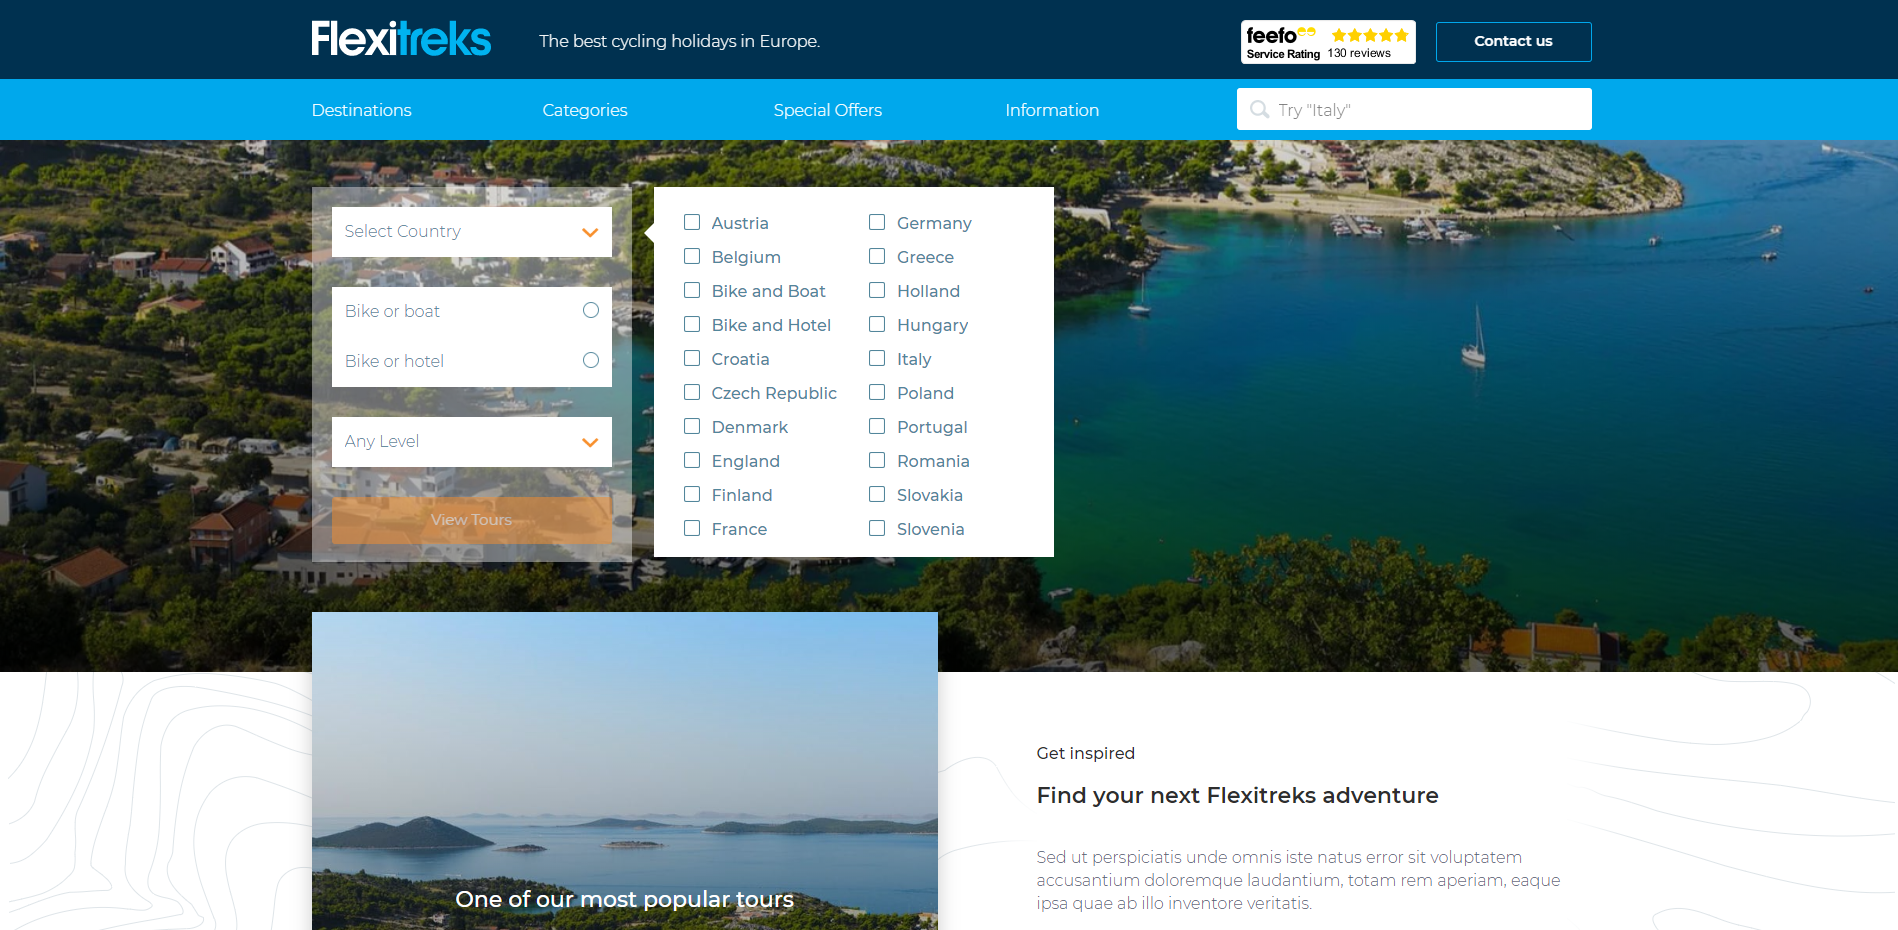 Flexitreks
The best cycling holidays in Europe.
feefo
Service Rating 130 reviews
Contact us
Destinations
Categories
Special Offers
Information
Try "Italy"
Select Country
Bike or boat
Bike or hotel
Any Level
View Tours
Austria
Belgium
Bike and Boat
Bike and Hotel
Croatia
Czech Republic
Denmark
England
Finland
France
Germany
Greece
Holland
Hungary
Italy
Poland
Portugal
Romania
Slovakia
Slovenia
One of our most popular tours
Get inspired
Find your next Flexitreks adventure
Sed ut perspiciatis unde omnis iste natus error sit voluptatem
accusantium doloremque laudantium, totam rem aperiam, eaque
ipsa quae ab illo inventore veritatis.